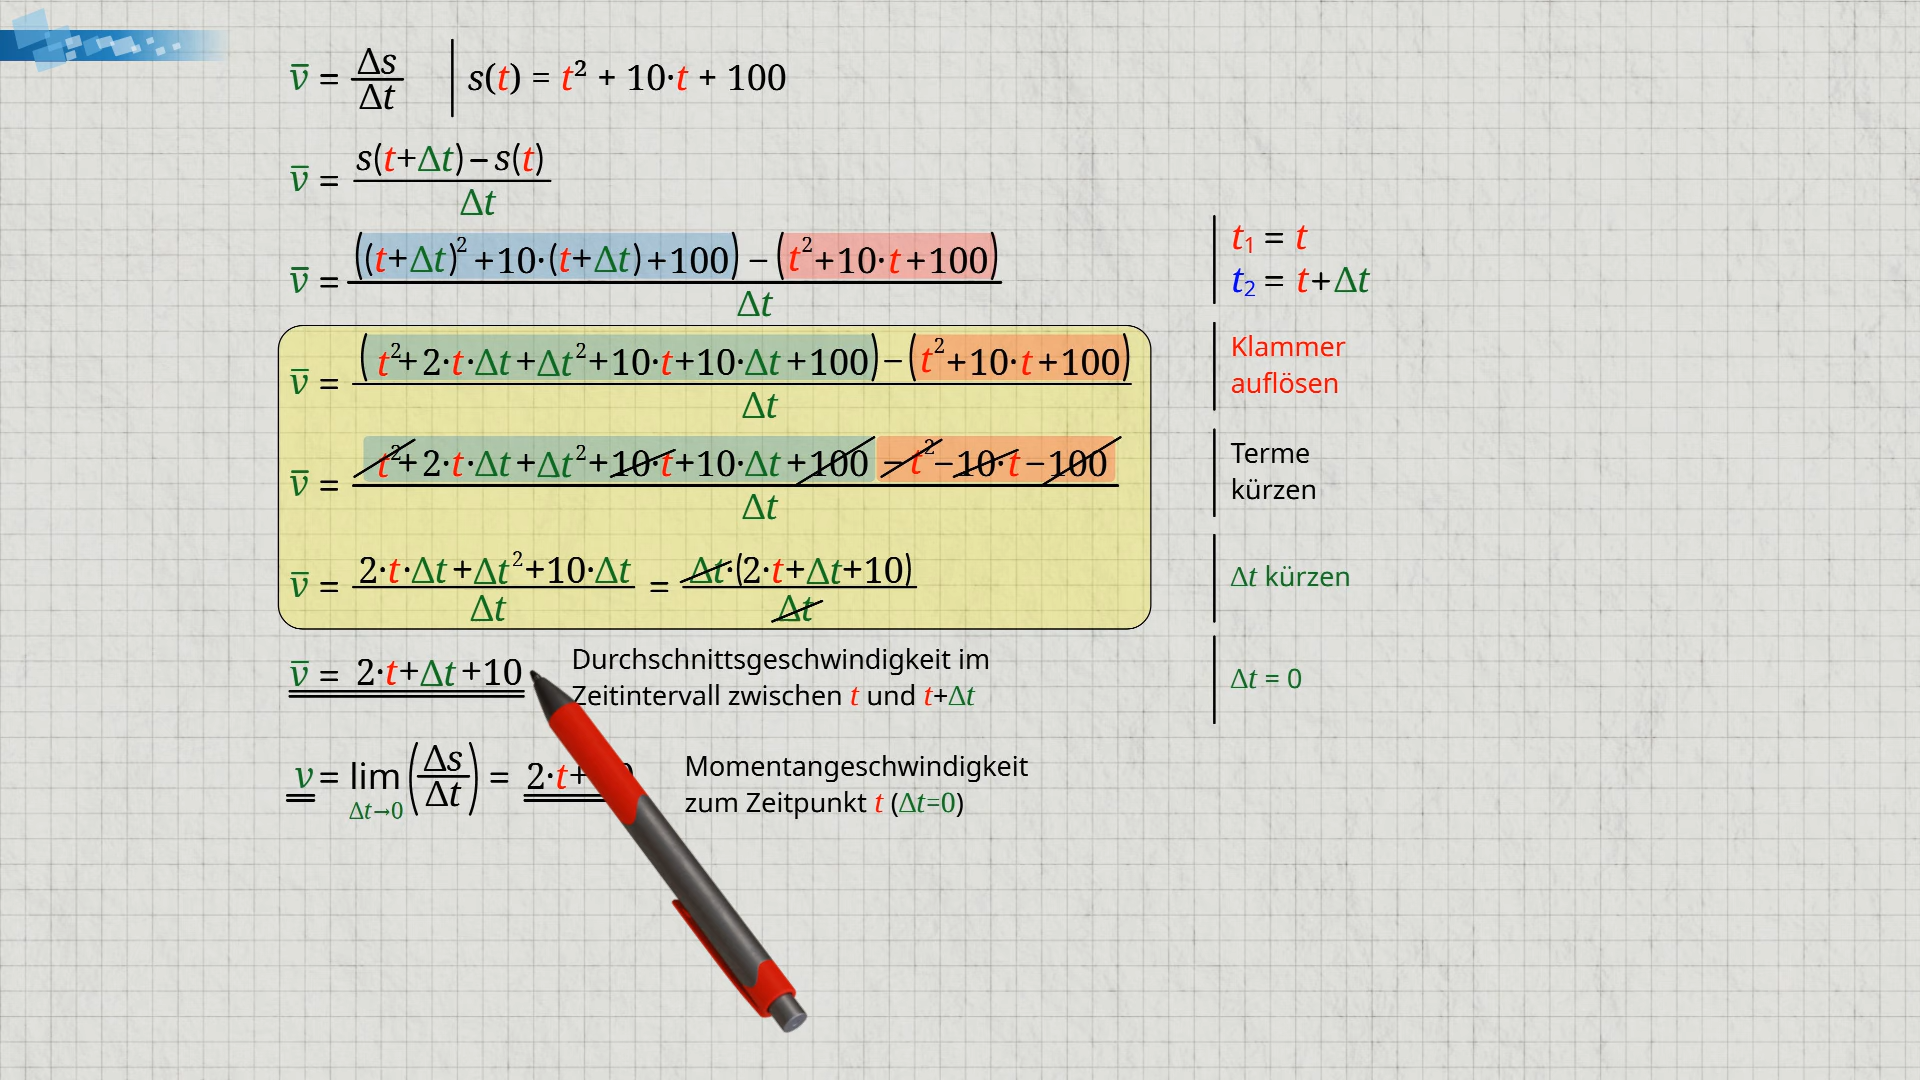 v̅ = Δs/Δt | s(t) = t² + 10·t + 100
v̅ = (s(t+Δt) – s(t))/Δt
v̅ = (((t+Δt)² +10·(t+Δt)+100) – (t²+10·t+100))/Δt
t₁ = t
t₂ = t+Δt
v̅ = ((t²+2·t·Δt+Δt²+10·t+10·Δt+100)–(t²+10·t+100))/Δt
Klammer
auflösen
v̅ = (t²+2·t·Δt+Δt²+10·t+10·Δt+100 –t²–10·t–100)/Δt
Terme
kürzen
v̅ = (2·t·Δt+Δt²+10·Δt)/Δt = (Δt·(2·t+Δt+10))/Δt
Δt kürzen
v̅ = 2·t+Δt+10
Durchschnittsgeschwindigkeit im
Zeitintervall zwischen t und t+Δt
Δt = 0
v = lim Δt→0 (Δs/Δt) = 2·t+
Momentangeschwindigkeit
zum Zeitpunkt t (Δt=0)